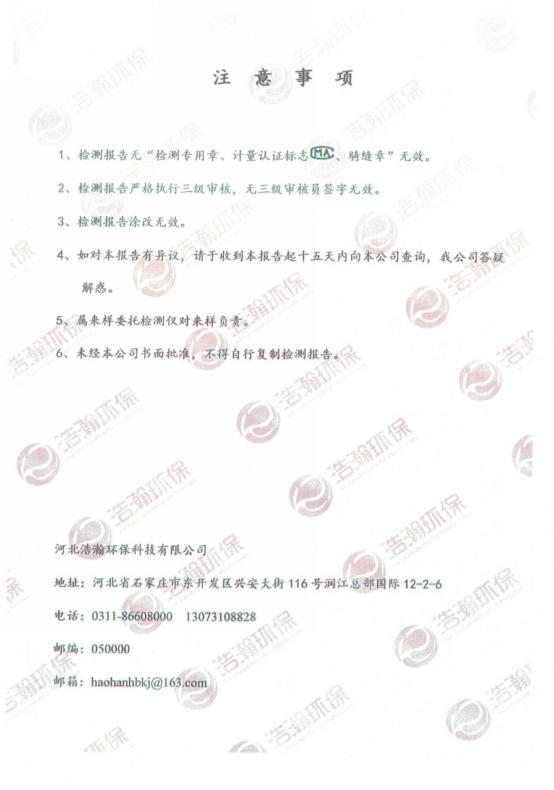 注意事项
1、检测报告无“检测专用章、计量认证标志MA、骑缝章”无效。
2、检测报告严格执行三级审核，无三级审核员签字无效。
3、检测报告涂改无效。
4、如对本报告有异议，请于收到本报告起十五天内向本公司查询，我公司答疑
解惑。
5、属来样委托检测仅对来样负责。
6、未经本公司书面批准，不得自行复制检测报告。
河北浩瀚环保科技有限公司
地址：河北省石家庄市东开发区兴安大街116号润江总部国际12-2-6
电话：0311-86608000 13073108828
邮编：050000
邮箱：haohanhbkj@163.com
浩瀚环保